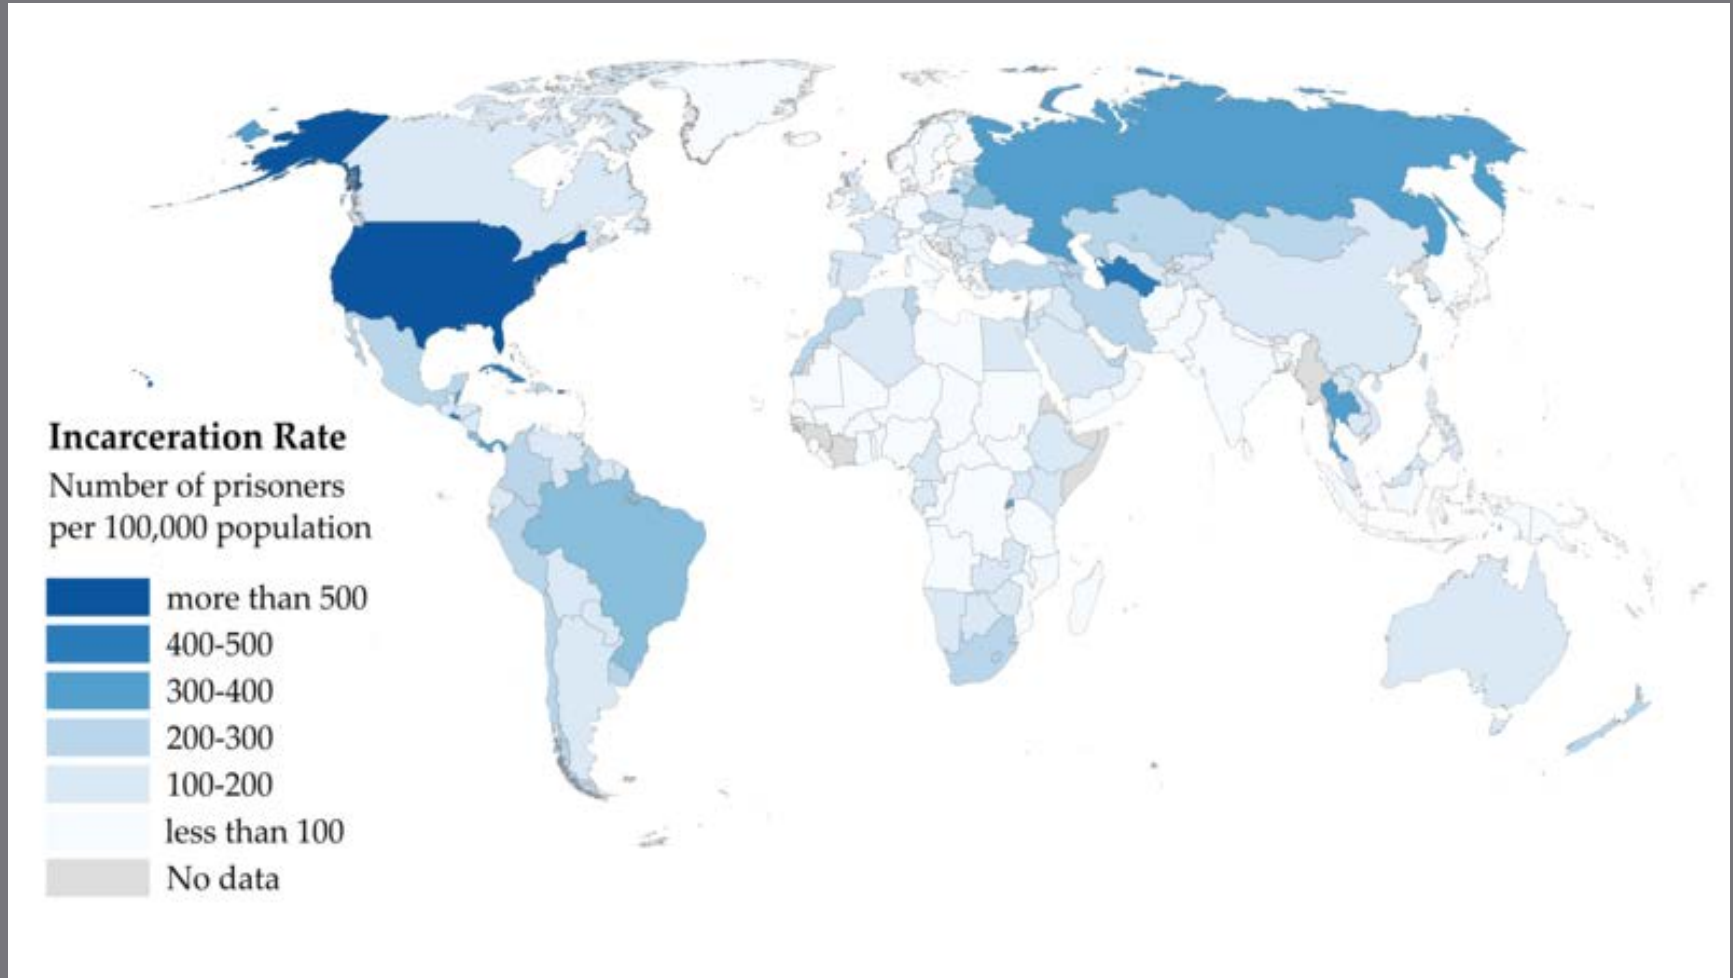 Incarceration Rate
Number of prisoners
per 100,000 population
more than 500
400-500
300-400
200-300
100-200
less than 100
No data